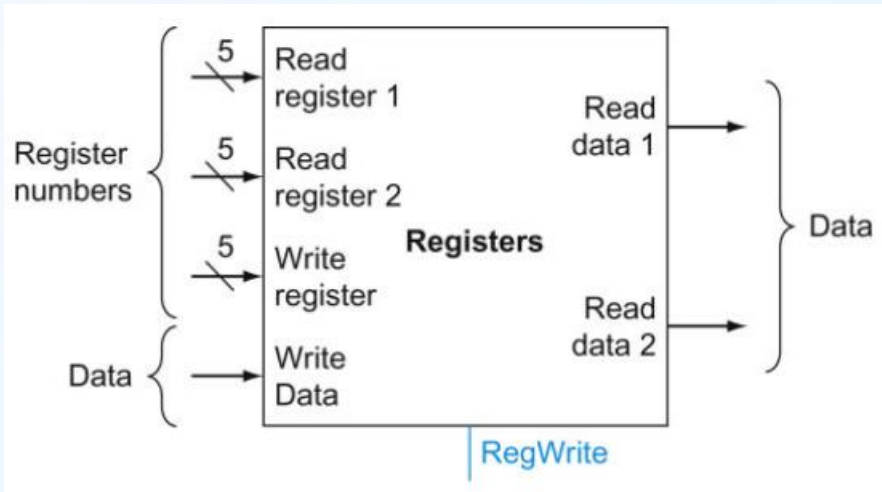 5
Read
register 1
5
Read
register 2
5
Write
register
Write
Data
Register
numbers
Data
Registers
Read
data 1
Read
data 2
Data
RegWrite